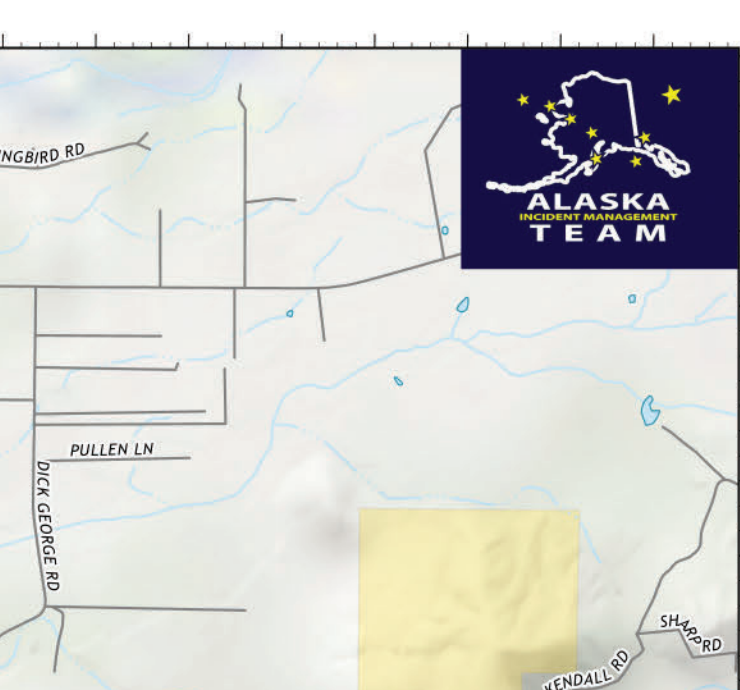 NGBIRD RD
ALASKA
INCIDENT MANAGEMENT
TEAM
PULLEN LN
DICK GEORGE RD
SHARP RD
KENDALL RD